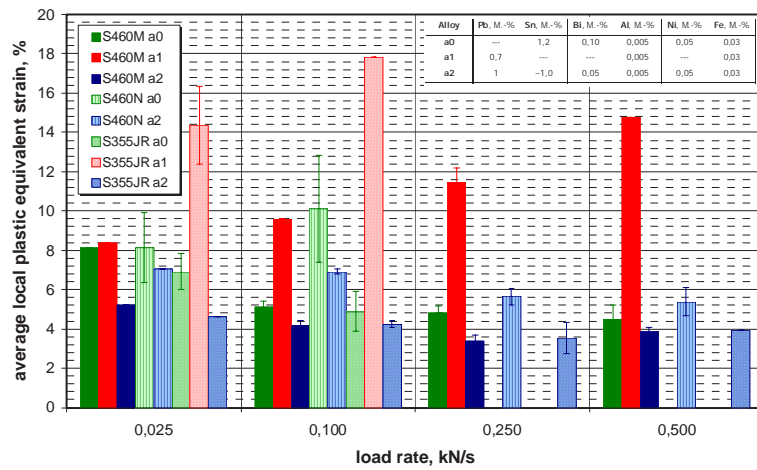 average local plastic equivalent strain, %
20
18
16
14
12
10
8
6
4
2
0
S460M a0
S460M a1
S460M a2
S460N a0
S460N a2
S355JR a0
S355JR a1
S355JR a2
Alloy Pb, M.-% Sn, M.-% Bi, M.-% Al, M.-% Ni, M.-% Fe, M.-%
a0 --- 1,2 0,10 0,005 0,05 0,03
a1 0,7 --- --- 0,005 --- 0,03
a2 1 ~1,0 0,05 0,005 0,05 0,03
0,025 0,100 0,250 0,500
load rate, kN/s